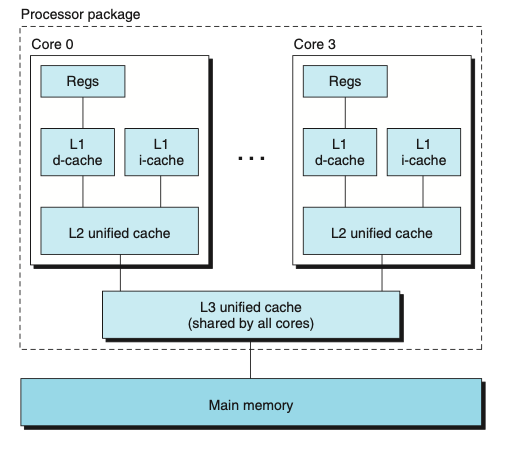 Processor package
Core 0
Core 3
Regs
Regs
L1
d-cache
L1
i-cache
...
L1
d-cache
L1
i-cache
L2 unified cache
L2 unified cache
L3 unified cache
(shared by all cores)
Main memory